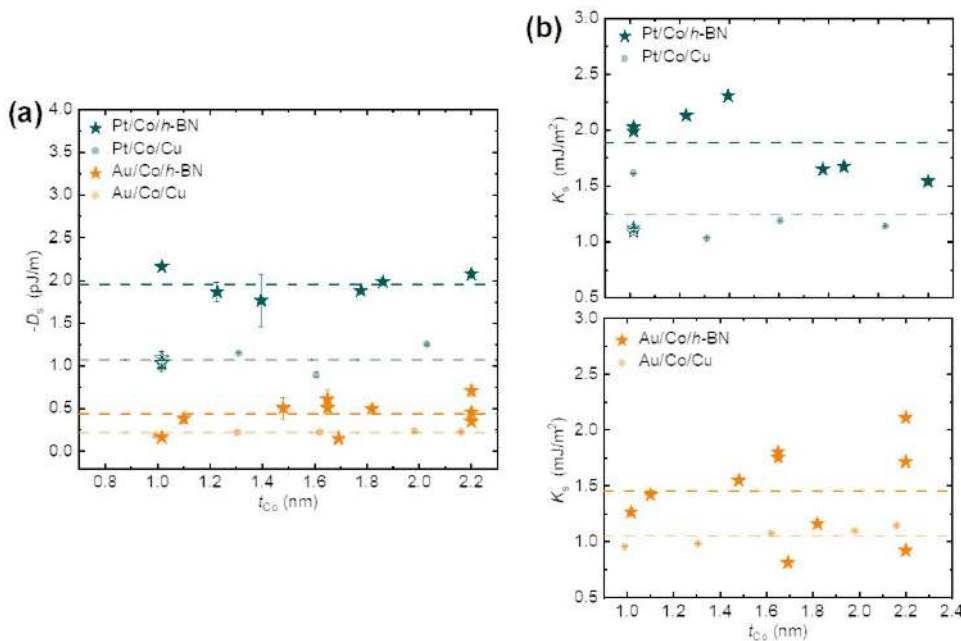 (a)
4.0
3.5
3.0
2.5
2.0
1.5
1.0
0.5
0.0
-Ds (pJ/m)
Pt/Co/h-BN
Pt/Co/Cu
Au/Co/h-BN
Au/Co/Cu
0.8 1.0 1.2 1.4 1.6 1.8 2.0 2.2
tCo (nm)
(b)
3.0
2.5
2.0
1.5
1.0
0.5
Ks (mJ/m²)
Pt/Co/h-BN
Pt/Co/Cu
3.0
2.5
2.0
1.5
1.0
0.5
Ks (mJ/m²)
Au/Co/h-BN
Au/Co/Cu
1.0 1.2 1.4 1.6 1.8 2.0 2.2 2.4
tCo (nm)